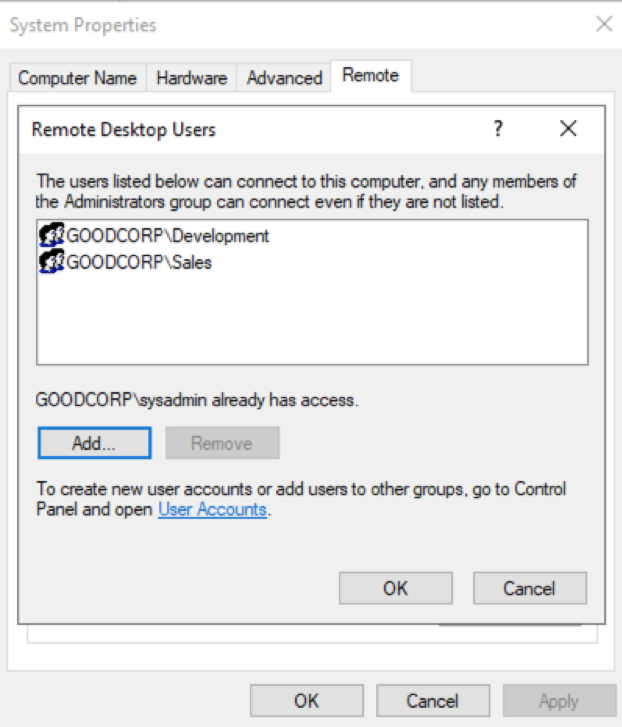 System Properties
Computer Name Hardware Advanced Remote
Remote Desktop Users ?
The users listed below can connect to this computer, and any members of
the Administrators group can connect even if they are not listed.
GOODCORP\Development
GOODCORP\Sales
GOODCORP\sysadmin already has access.
Add... Remove
To create new user accounts or add users to other groups, go to Control
Panel and open User Accounts.
OK Cancel
OK Cancel Apply